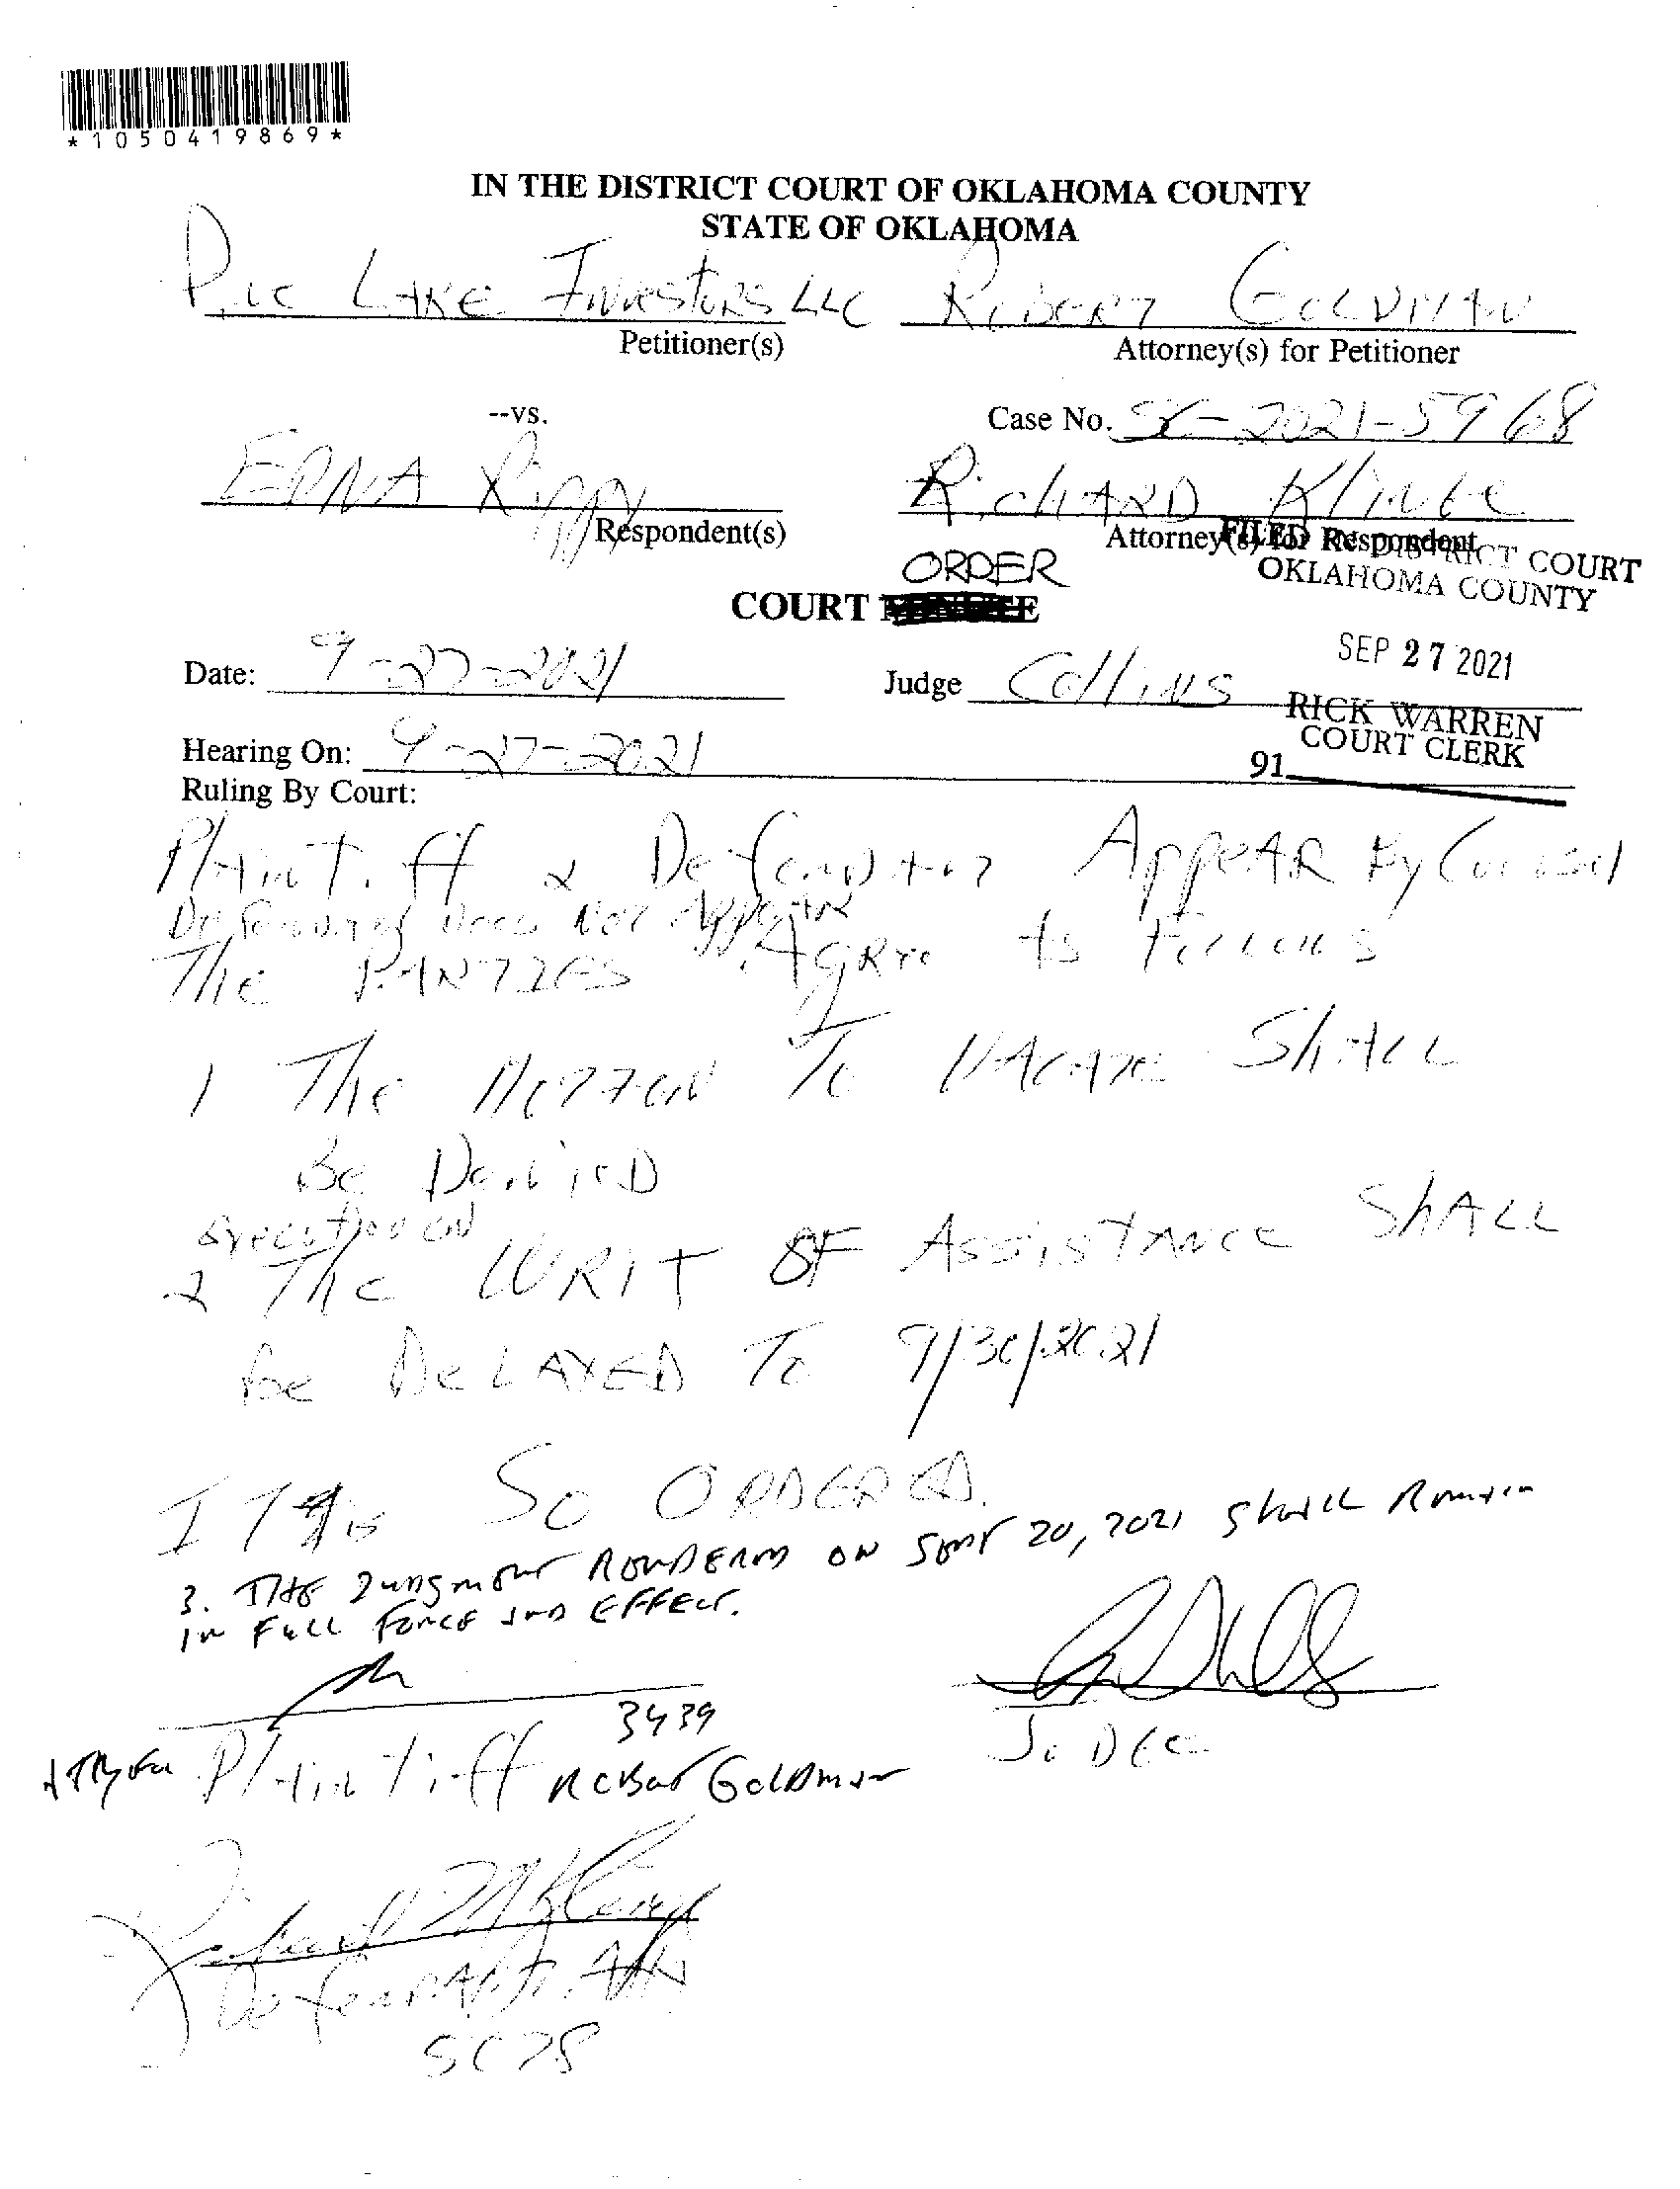 *1050419869*
IN THE DISTRICT COURT OF OKLAHOMA COUNTY
STATE OF OKLAHOMA
LAKE INVESTORS LLC ROBERT GOLDMAN
Petitioner(s) Attorney(s) for Petitioner
--vs.
Case No. SC-2021-5968
EDNA RIPPY RichARD Klinge
Respondent(s) Attorney(s) for Respondent
FILED IN DISTRICT COURT
OKLAHOMA COUNTY
ORDER
COURT
SEP 27 2021
Date: 9-27-2021 Judge Collins
RICK WARREN
COURT CLERK
Hearing On: 9-27-2021
91
Ruling By Court:
Plaintiff & Defendant AppeAR By Counsel
Defendant Does Not AppeAR
The PARTIES AGRee As Follows
1 The MOTION To VACATE ShALL
Be DeniED
Execution on
2 The WRIT OF AssisTANce ShALL
Be DeLAYED To 9/30/2021
IT is So ORDERED.
3. THE JUDGMENT RENDERED ON SEPT 20, 2021 ShALL Remain
IN FULL FORCE AND EFFECT.
3439
Atty for Plaintiff Robert Goldman
JUDGE
Defendant Atty